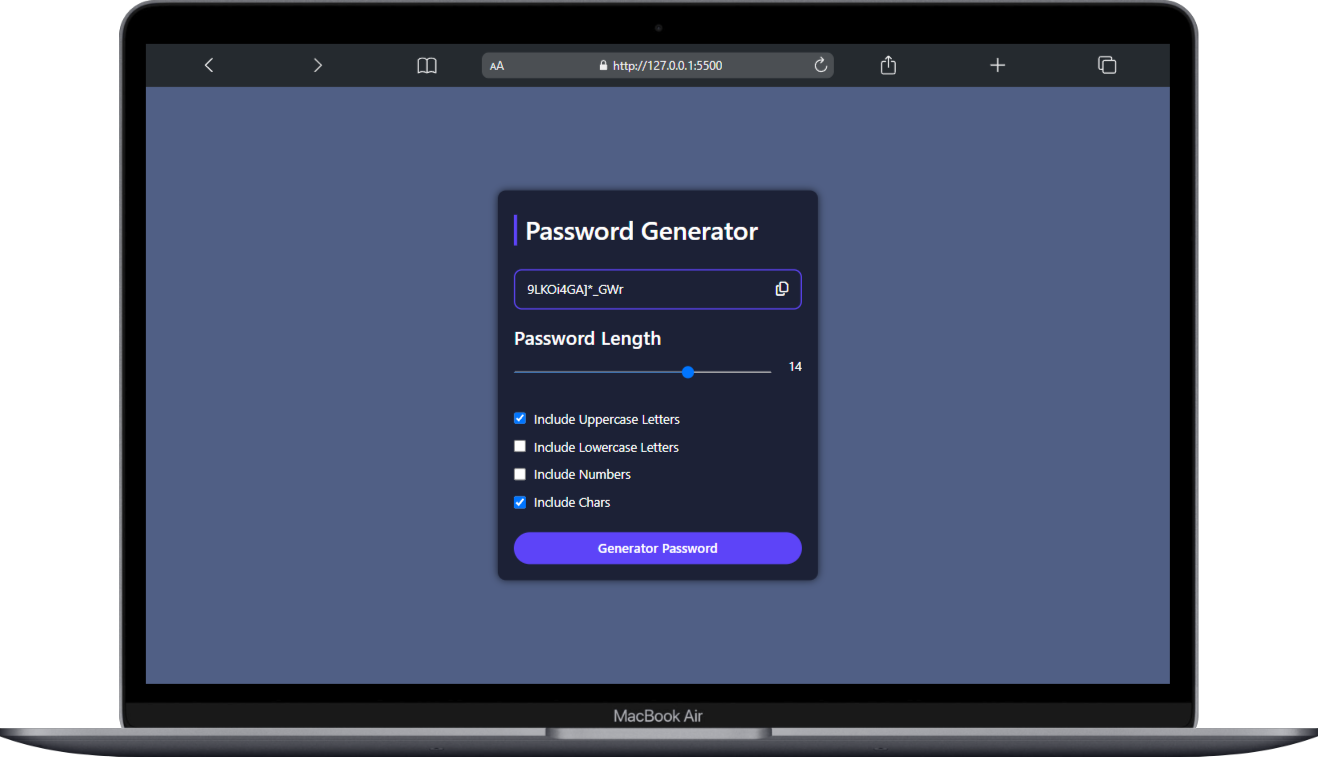 AA
http://127.0.0.1:5500
Password Generator
9LKOi4GA]*_GWr
Password Length
14
Include Uppercase Letters
Include Lowercase Letters
Include Numbers
Include Chars
Generator Password
MacBook Air